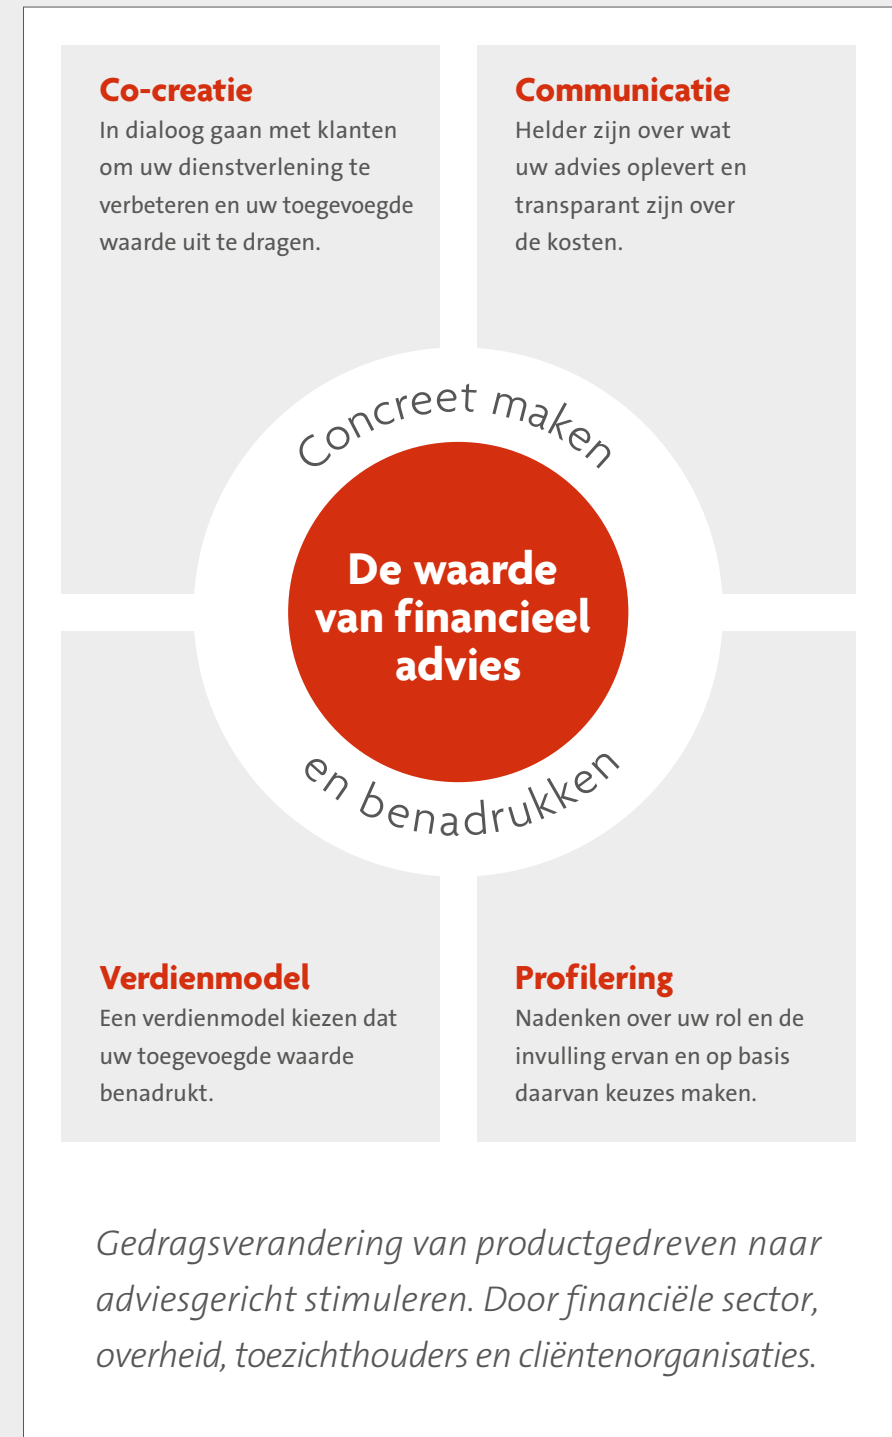 Co-creatie
In dialoog gaan met klanten
om uw dienstverlening te
verbeteren en uw toegevoegde
waarde uit te dragen.
Communicatie
Helder zijn over wat
uw advies oplevert en
transparant zijn over
de kosten.
Concreet maken
De waarde
van financieel
advies
en benadrukken
Verdienmodel
Een verdienmodel kiezen dat
uw toegevoegde waarde
benadrukt.
Profilering
Nadenken over uw rol en de
invulling ervan en op basis
daarvan keuzes maken.
Gedragsverandering van productgedreven naar
adviesgericht stimuleren. Door financiële sector,
overheid, toezichthouders en cliëntenorganisaties.